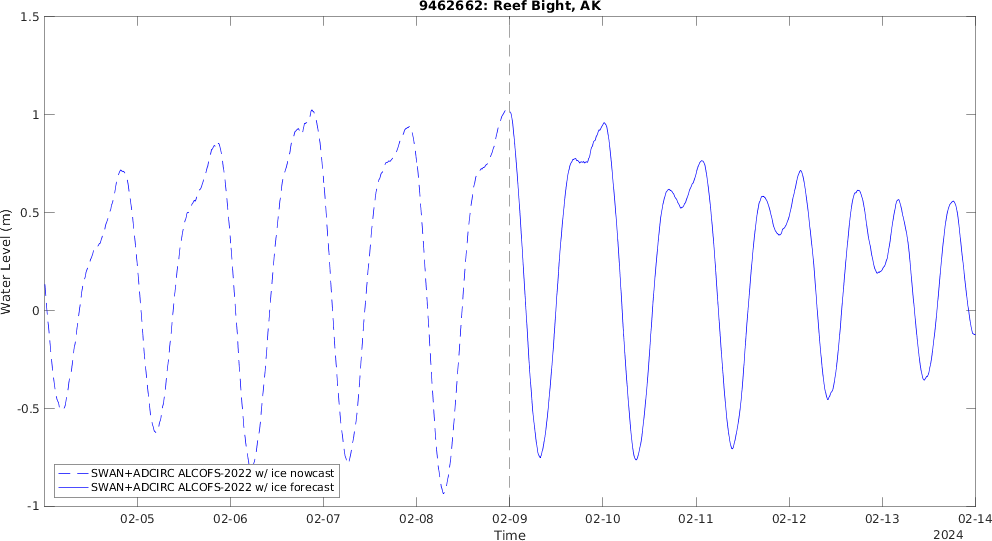 9462662: Reef Bight, AK
1.5
1
0.5
0
-0.5
-1
Water Level (m)
SWAN+ADCIRC ALCOFS-2022 w/ ice nowcast
SWAN+ADCIRC ALCOFS-2022 w/ ice forecast
02-05 02-06 02-07 02-08 02-09 02-10 02-11 02-12 02-13 02-14
Time
2024